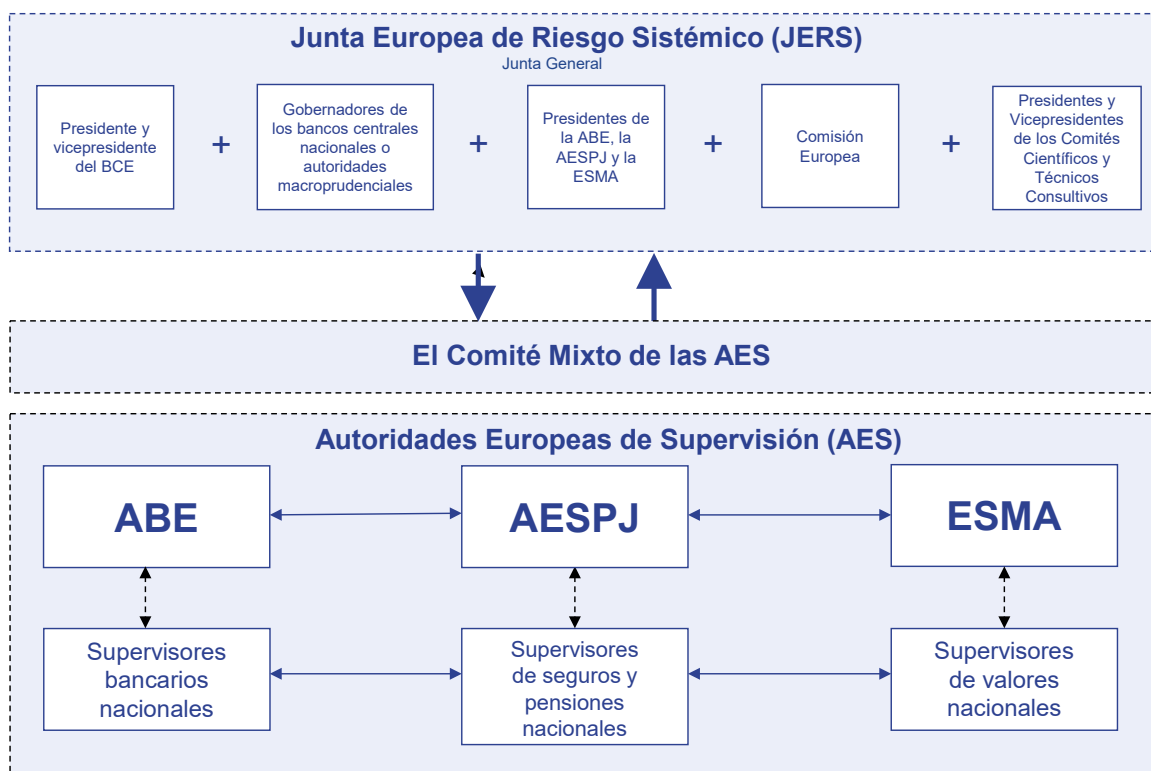 Junta Europea de Riesgo Sistémico (JERS)
Junta General
Presidente y
vicepresidente
del BCE
+
Gobernadores de
los bancos centrales
nacionales o
autoridades
macroprudenciales
+
Presidentes de
la ABE, la
AESPJ y la
ESMA
+
Comisión
Europea
+
Presidentes y
Vicepresidentes
de los Comités
Científicos y
Técnicos
Consultivos
El Comité Mixto de las AES
Autoridades Europeas de Supervisión (AES)
ABE
AESPJ
ESMA
Supervisores
bancarios
nacionales
Supervisores
de seguros y
pensiones
nacionales
Supervisores
de valores
nacionales